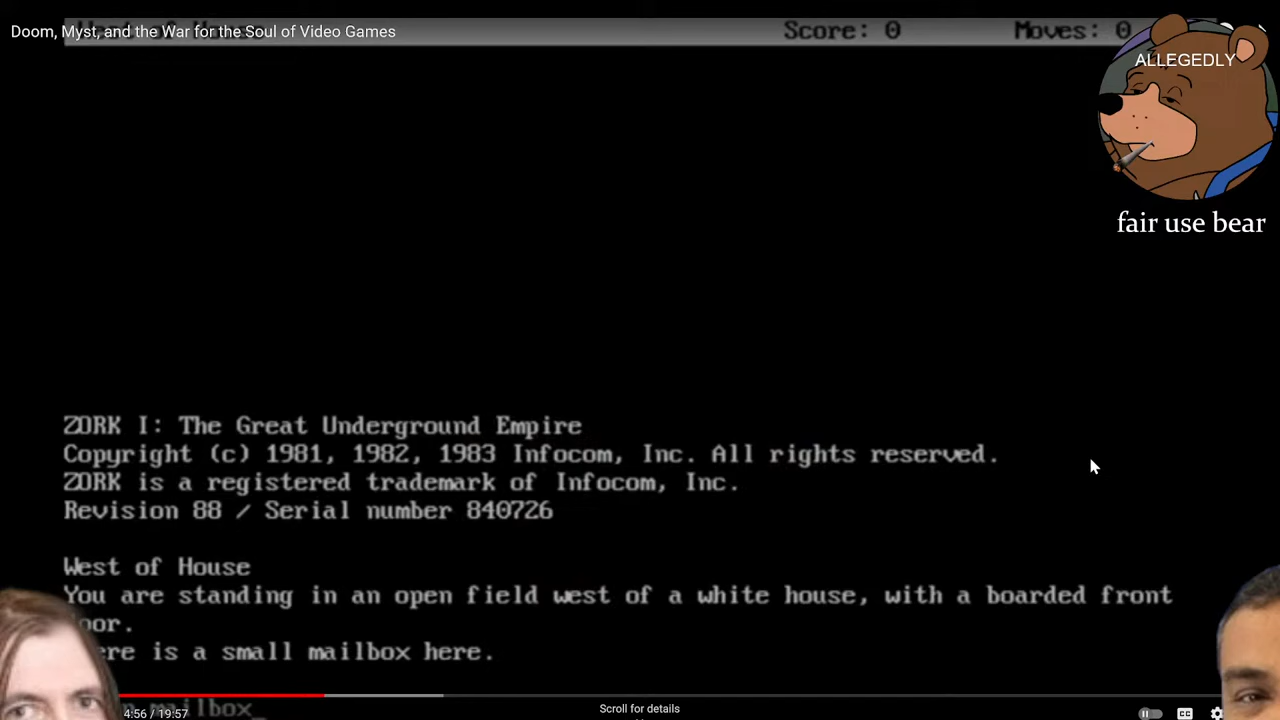 Doom, Myst, and the War for the Soul of Video Games
Score: 0 Moves: 0
ALLEGEDLY
fair use bear
ZORK I: The Great Underground Empire
Copyright (c) 1981, 1982, 1983 Infocom, Inc. All rights reserved.
ZORK is a registered trademark of Infocom, Inc.
Revision 88 / Serial number 840726
West of House
You are standing in an open field west of a white house, with a boarded front
oor.
ere is a small mailbox here.
mailbox_
4:56 / 19:57
Scroll for details
CC